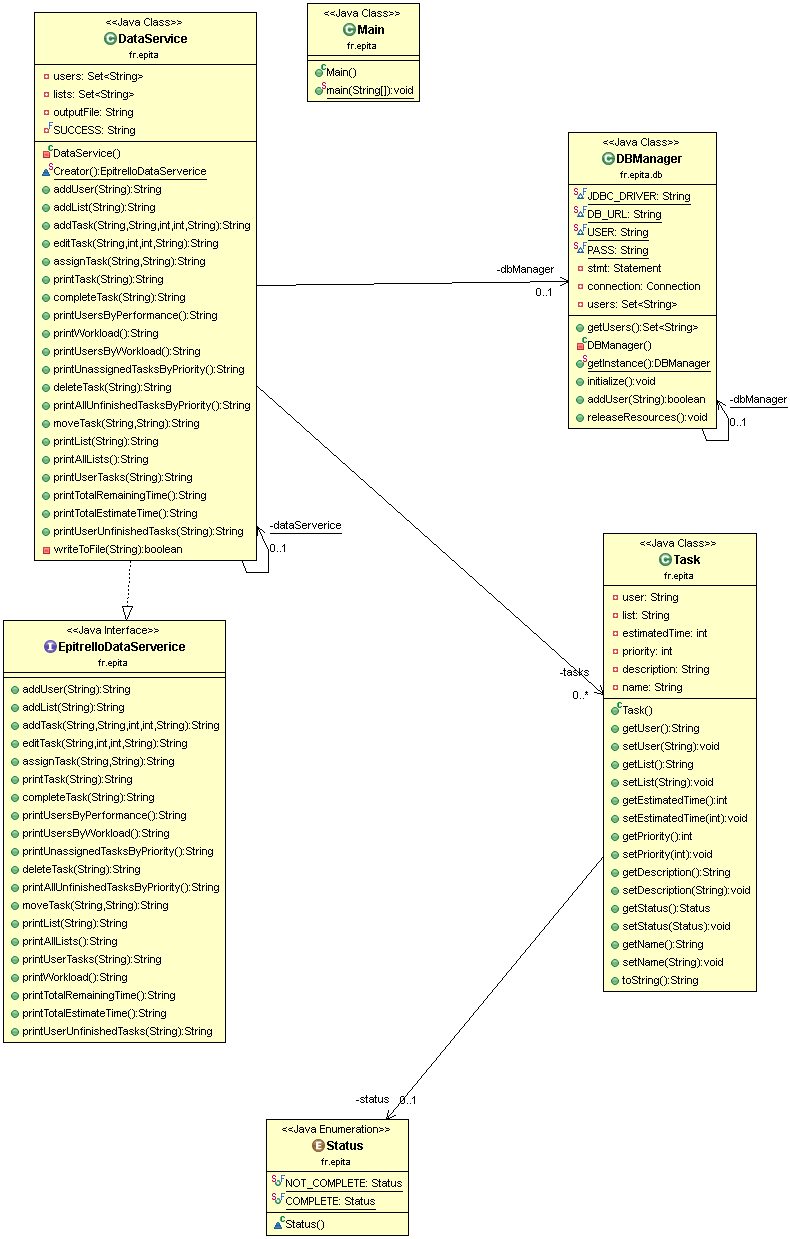 <<Java Class>>
DataService
fr.epita
users: Set<String>
lists: Set<String>
outputFile: String
SUCCESS: String
DataService()
Creator():EpitrelloDataServerice
addUser(String):String
addList(String):String
addTask(String,String,int,int,String):String
editTask(String,int,int,String):String
assignTask(String,String):String
printTask(String):String
completeTask(String):String
printUsersByPerformance():String
printWorkload():String
printUsersByWorkload():String
printUnassignedTasksByPriority():String
deleteTask(String):String
printAllUnfinishedTasksByPriority():String
moveTask(String,String):String
printList(String):String
printAllLists():String
printUserTasks(String):String
printTotalRemainingTime():String
printTotalEstimateTime():String
printUserUnfinishedTasks(String):String
writeToFile(String):boolean
-dataServerice
0..1
<<Java Class>>
Main
fr.epita
Main()
main(String[]):void
-dbManager
0..1
<<Java Class>>
DBManager
fr.epita.db
JDBC_DRIVER: String
DB_URL: String
USER: String
PASS: String
stmt: Statement
connection: Connection
users: Set<String>
getUsers():Set<String>
DBManager()
getInstance():DBManager
initialize():void
addUser(String):boolean
releaseResources():void
-dbManager
0..1
<<Java Interface>>
EpitrelloDataServerice
fr.epita
addUser(String):String
addList(String):String
addTask(String,String,int,int,String):String
editTask(String,int,int,String):String
assignTask(String,String):String
printTask(String):String
completeTask(String):String
printUsersByPerformance():String
printUsersByWorkload():String
printUnassignedTasksByPriority():String
deleteTask(String):String
printAllUnfinishedTasksByPriority():String
moveTask(String,String):String
printList(String):String
printAllLists():String
printUserTasks(String):String
printWorkload():String
printTotalRemainingTime():String
printTotalEstimateTime():String
printUserUnfinishedTasks(String):String
-tasks
0..*
<<Java Class>>
Task
fr.epita
user: String
list: String
estimatedTime: int
priority: int
description: String
name: String
Task()
getUser():String
setUser(String):void
getList():String
setList(String):void
getEstimatedTime():int
setEstimatedTime(int):void
getPriority():int
setPriority(int):void
getDescription():String
setDescription(String):void
getStatus():Status
setStatus(Status):void
getName():String
setName(String):void
toString():String
-status
0..1
<<Java Enumeration>>
Status
fr.epita
NOT_COMPLETE: Status
COMPLETE: Status
Status()